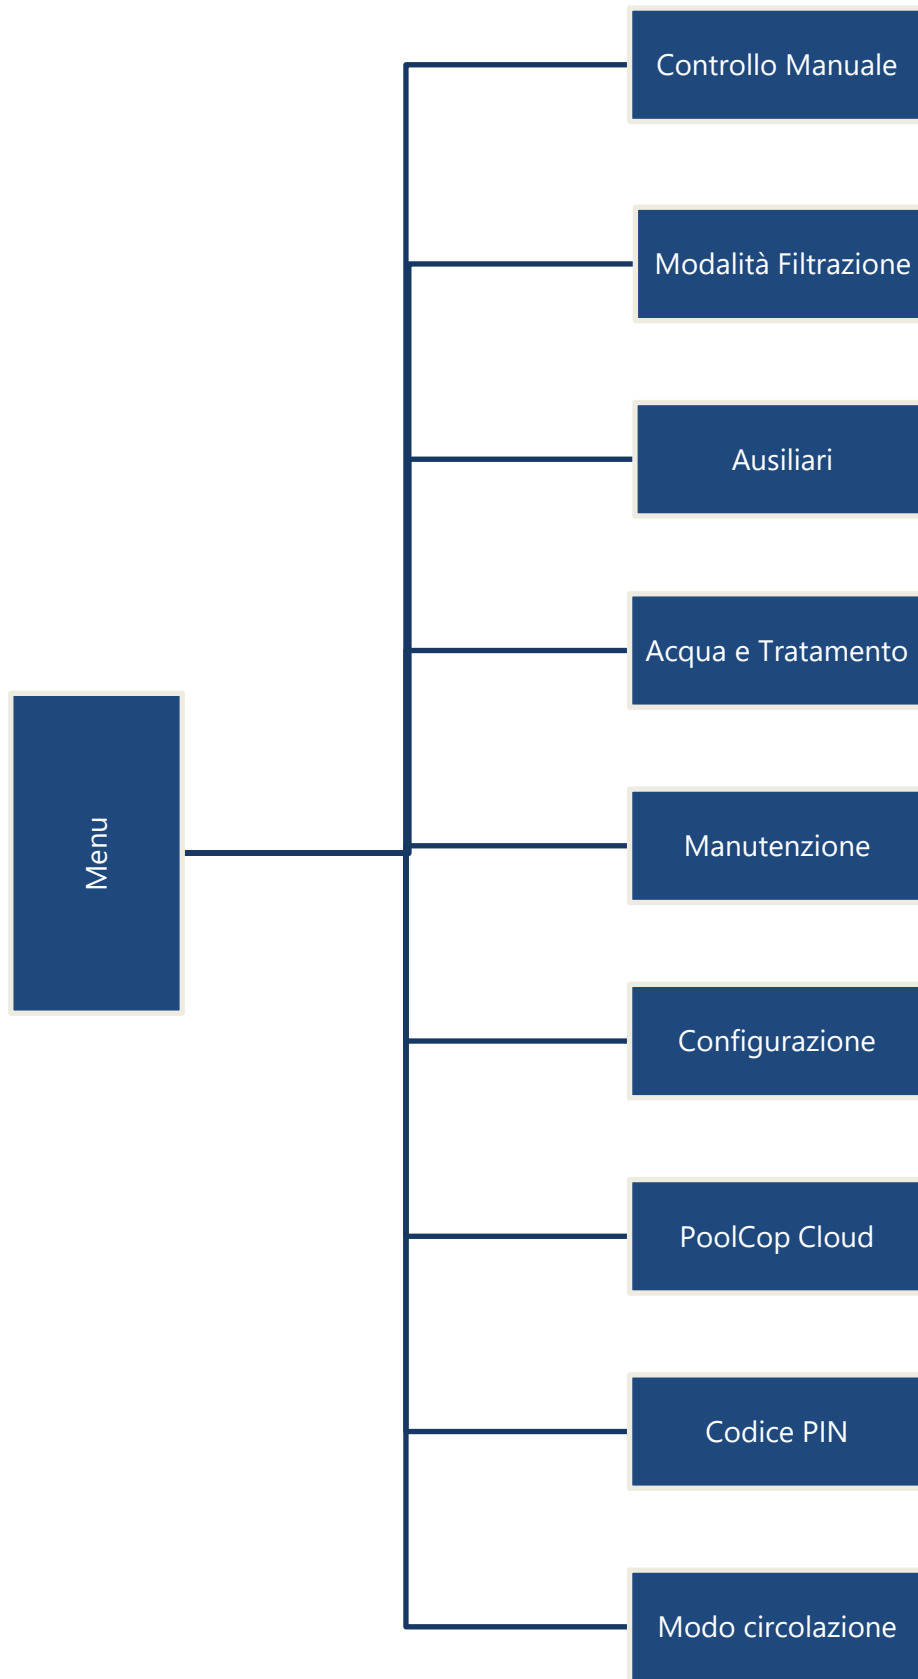 Controllo Manuale
Modalità Filtrazione
Ausiliari
Acqua e Tratamento
Menu
Manutenzione
Configurazione
PoolCop Cloud
Codice PIN
Modo circolazione